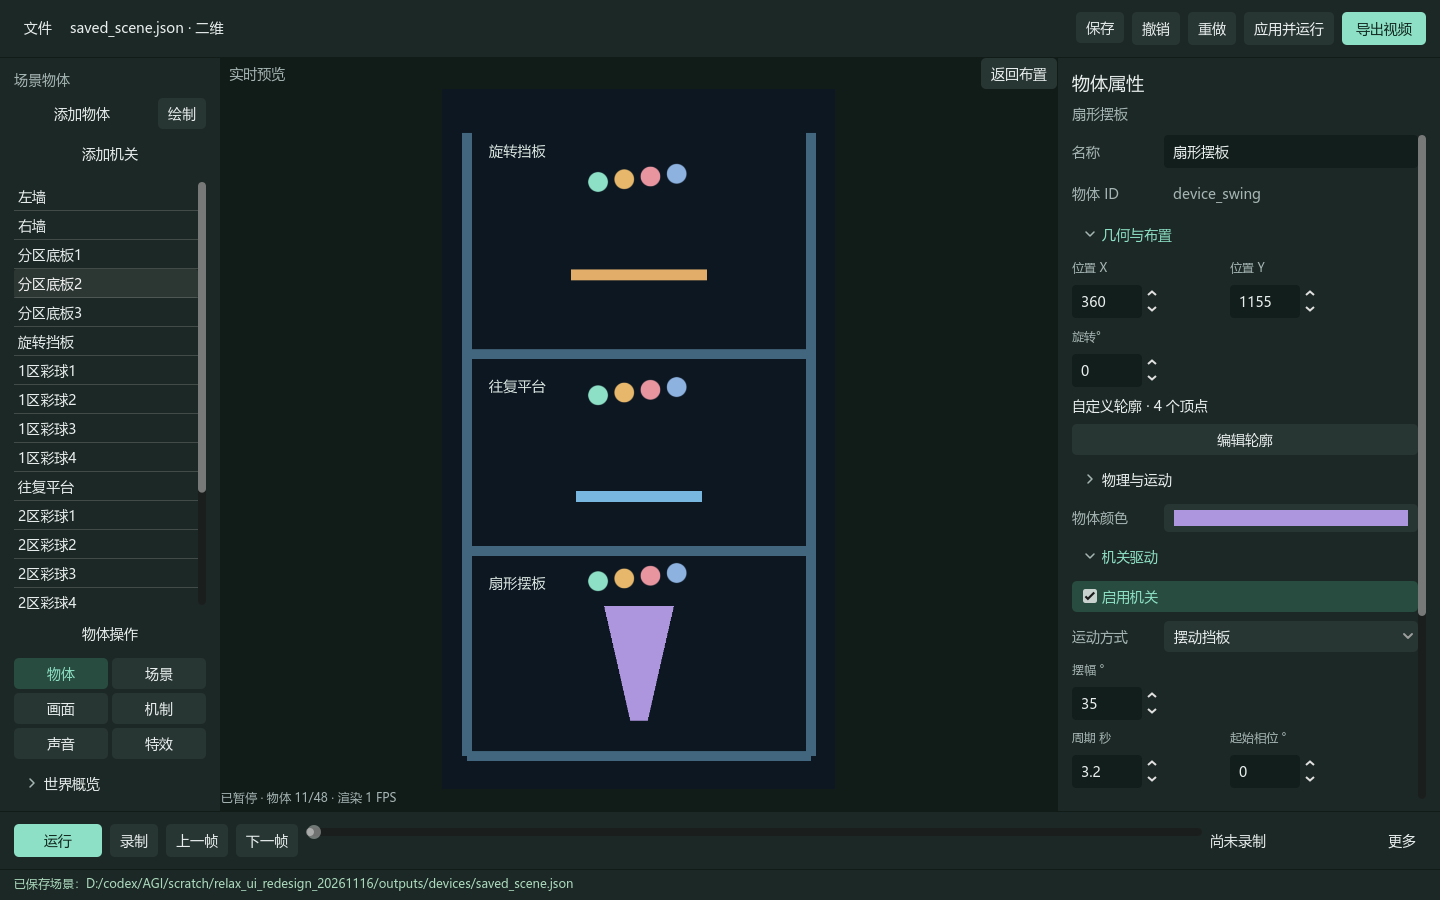 文件 saved_scene.json · 二维 保存 撤销 重做 应用并运行 导出视频
场景物体
添加物体 绘制
添加机关
左墙
右墙
分区底板1
分区底板2
分区底板3
旋转挡板
1区彩球1
1区彩球2
1区彩球3
1区彩球4
往复平台
2区彩球1
2区彩球2
2区彩球3
2区彩球4
物体操作
物体 场景
画面 机制
声音 特效
世界概览
实时预览 返回布置
旋转挡板
往复平台
扇形摆板
已暂停 · 物体 11/48 · 渲染 1 FPS
物体属性
扇形摆板
名称 扇形摆板
物体 ID device_swing
几何与布置
位置 X 位置 Y
360 1155
旋转°
0
自定义轮廓 · 4 个顶点
编辑轮廓
物理与运动
物体颜色
机关驱动
启用机关
运动方式 摆动挡板
摆幅 °
35
周期 秒 起始相位 °
3.2 0
运行 录制 上一帧 下一帧 尚未录制 更多
已保存场景：D:/codex/AGI/scratch/relax_ui_redesign_20261116/outputs/devices/saved_scene.json